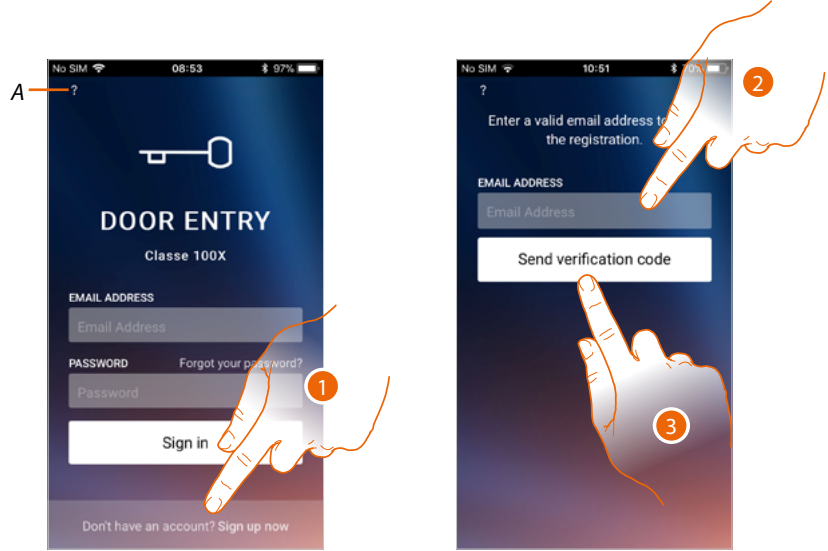 No SIM 08:53 97%
A
?
DOOR ENTRY
Classe 100X
EMAIL ADDRESS
Email Address
PASSWORD Forgot your password?
Password
1
Sign in
Don't have an account? Sign up now
No SIM 10:51 70%
?
2
Enter a valid email address
the registration.
EMAIL ADDRESS
Email Address
Send verification code
3